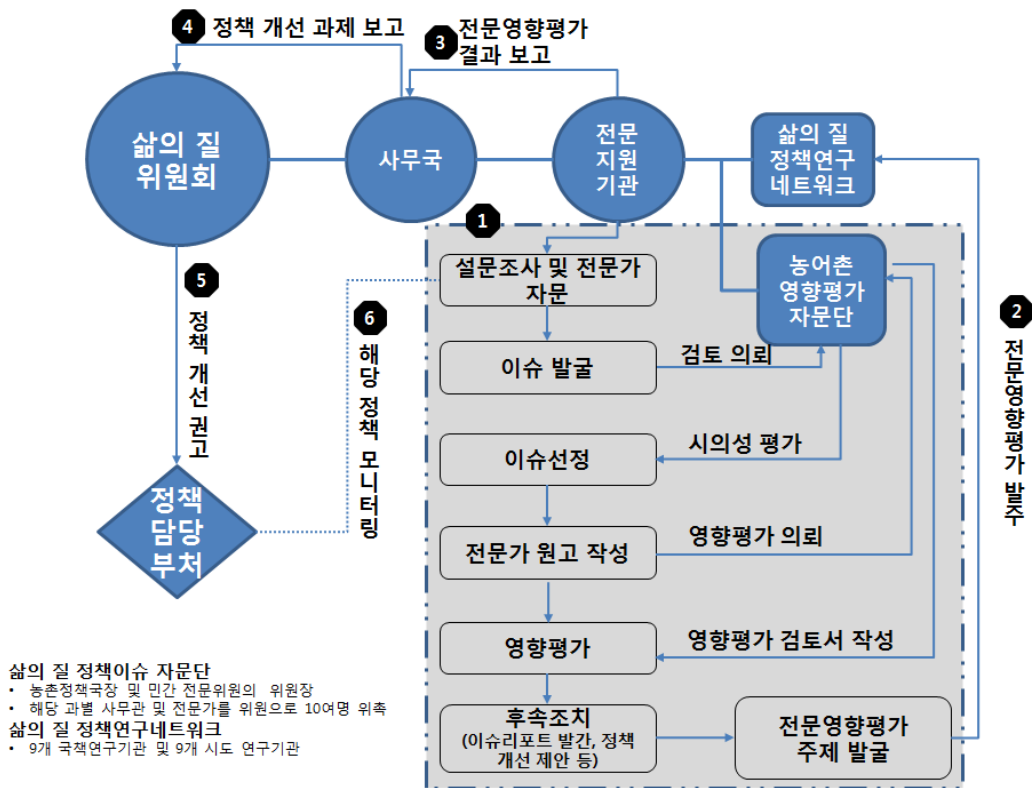 4 정책 개선 과제 보고
3 전문영향평가
결과 보고
삶의 질
위원회
사무국
전문
지원
기관
삶의 질
정책연구
네트워크
1
설문조사 및 전문가
자문
농어촌
영향평가
자문단
2 전문영향평가 발주
5 정책 개선 권고
6 해당 정책 모니터링
이슈 발굴
검토 의뢰
이슈선정
시의성 평가
정책
담당
부처
전문가 원고 작성
영향평가 의뢰
영향평가
영향평가 검토서 작성
후속조치
(이슈리포트 발간, 정책
개선 제안 등)
전문영향평가
주제 발굴
삶의 질 정책이슈 자문단
• 농촌정책국장 및 민간 전문위원의 위원장
• 해당 과별 사무관 및 전문가를 위원으로 10여명 위촉
삶의 질 정책연구네트워크
• 9개 국책연구기관 및 9개 시도 연구기관